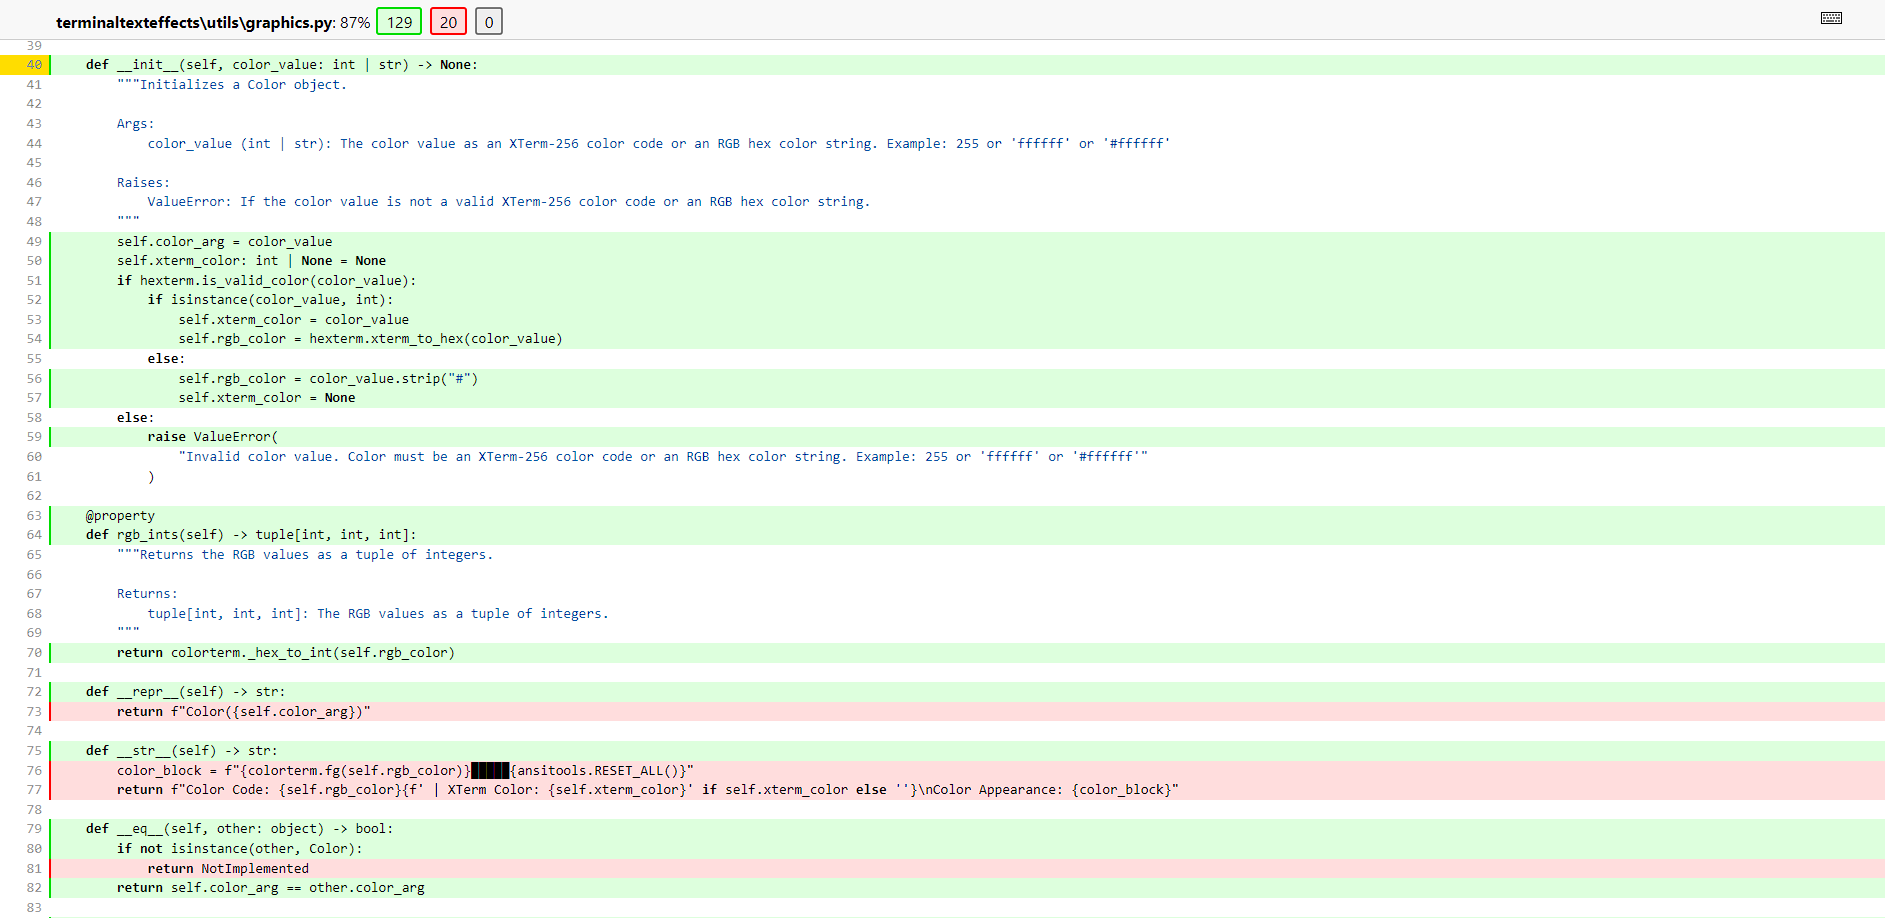 terminaltexteffects\utils\graphics.py: 87% 129 20 0
39
40 def __init__(self, color_value: int | str) -> None:
41 """Initializes a Color object.
42
43 Args:
44 color_value (int | str): The color value as an XTerm-256 color code or an RGB hex color string. Example: 255 or 'ffffff' or '#ffffff'
45
46 Raises:
47 ValueError: If the color value is not a valid XTerm-256 color code or an RGB hex color string.
48 """
49 self.color_arg = color_value
50 self.xterm_color: int | None = None
51 if hexterm.is_valid_color(color_value):
52 if isinstance(color_value, int):
53 self.xterm_color = color_value
54 self.rgb_color = hexterm.xterm_to_hex(color_value)
55 else:
56 self.rgb_color = color_value.strip("#")
57 self.xterm_color = None
58 else:
59 raise ValueError(
60 "Invalid color value. Color must be an XTerm-256 color code or an RGB hex color string. Example: 255 or 'ffffff' or '#ffffff'"
61 )
62
63 @property
64 def rgb_ints(self) -> tuple[int, int, int]:
65 """Returns the RGB values as a tuple of integers.
66
67 Returns:
68 tuple[int, int, int]: The RGB values as a tuple of integers.
69 """
70 return colorterm._hex_to_int(self.rgb_color)
71
72 def __repr__(self) -> str:
73 return f"Color({self.color_arg})"
74
75 def __str__(self) -> str:
76 color_block = f"{colorterm.fg(self.rgb_color)}█████{ansitools.RESET_ALL()}"
77 return f"Color Code: {self.rgb_color}{f' | XTerm Color: {self.xterm_color}' if self.xterm_color else ''}\nColor Appearance: {color_block}"
78
79 def __eq__(self, other: object) -> bool:
80 if not isinstance(other, Color):
81 return NotImplemented
82 return self.color_arg == other.color_arg
83